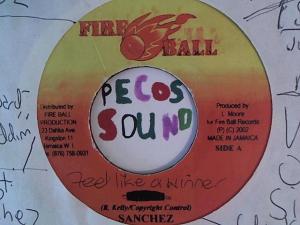 FIRE BALL
PECOS
SOUND
Distributed by
FIRE BALL
PRODUCTION
23 Dahlia Ave
Kingston 11
Jamaica W.I.
Produced by
L. Moore
for Fire Ball Records
(P) (C) 2002
MADE IN JAMAICA
SIDE A
Feel like a winner
(R. Kelly/Copyright Control)
SANCHEZ